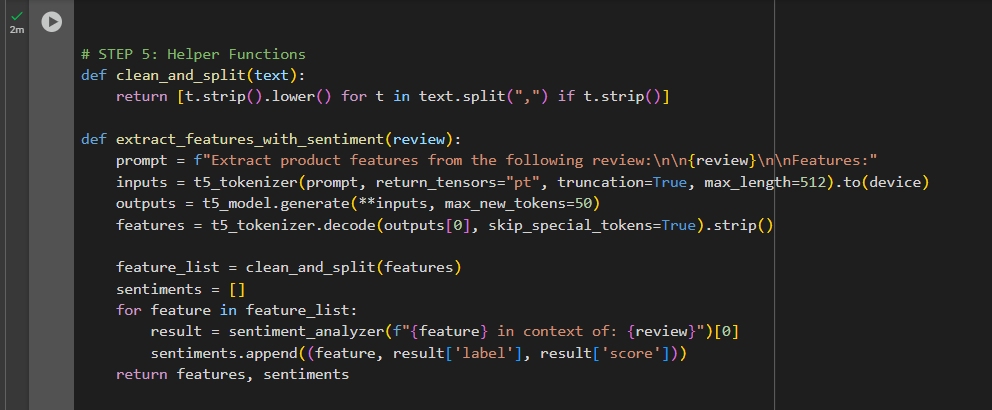 2m
# STEP 5: Helper Functions
def clean_and_split(text):
    return [t.strip().lower() for t in text.split(",") if t.strip()]

def extract_features_with_sentiment(review):
    prompt = f"Extract product features from the following review:\n\n{review}\n\nFeatures:"
    inputs = t5_tokenizer(prompt, return_tensors="pt", truncation=True, max_length=512).to(device)
    outputs = t5_model.generate(**inputs, max_new_tokens=50)
    features = t5_tokenizer.decode(outputs[0], skip_special_tokens=True).strip()

    feature_list = clean_and_split(features)
    sentiments = []
    for feature in feature_list:
        result = sentiment_analyzer(f"{feature} in context of: {review}")[0]
        sentiments.append((feature, result['label'], result['score']))
    return features, sentiments